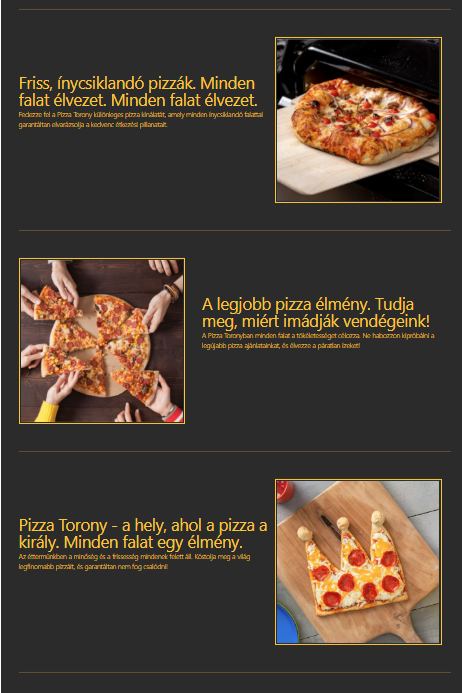 Friss, ínycsiklandó pizzák. Minden
falat élvezet. Minden falat élvezet.
Fedezze fel a Pizza Torony különleges pizza kínálatát, amely minden ínycsiklandó falattal
garantáltan elvarázsolja a kedvenc étkezési pillanatait.
A legjobb pizza élmény. Tudja
meg, miért imádják vendégeink!
A Pizza Toronyban minden falat a tökéletességet célozza. Ne habozzon kipróbálni a
legújabb pizza ajánlatainkat, és élvezze a páratlan ízeket!
Pizza Torony - a hely, ahol a pizza a
király. Minden falat egy élmény.
Az éttermünkben a minőség és a frissesség mindenek felett áll. Kóstolja meg a világ
legfinomabb pizzáit, és garantáltan nem fog csalódni!